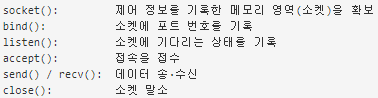 socket(): 제어 정보를 기록한 메모리 영역(소켓)을 확보
bind(): 소켓에 포트 번호를 기록
listen(): 소켓에 기다리는 상태를 기록
accept(): 접속을 접수
send() / recv(): 데이터 송·수신
close(): 소켓 말소